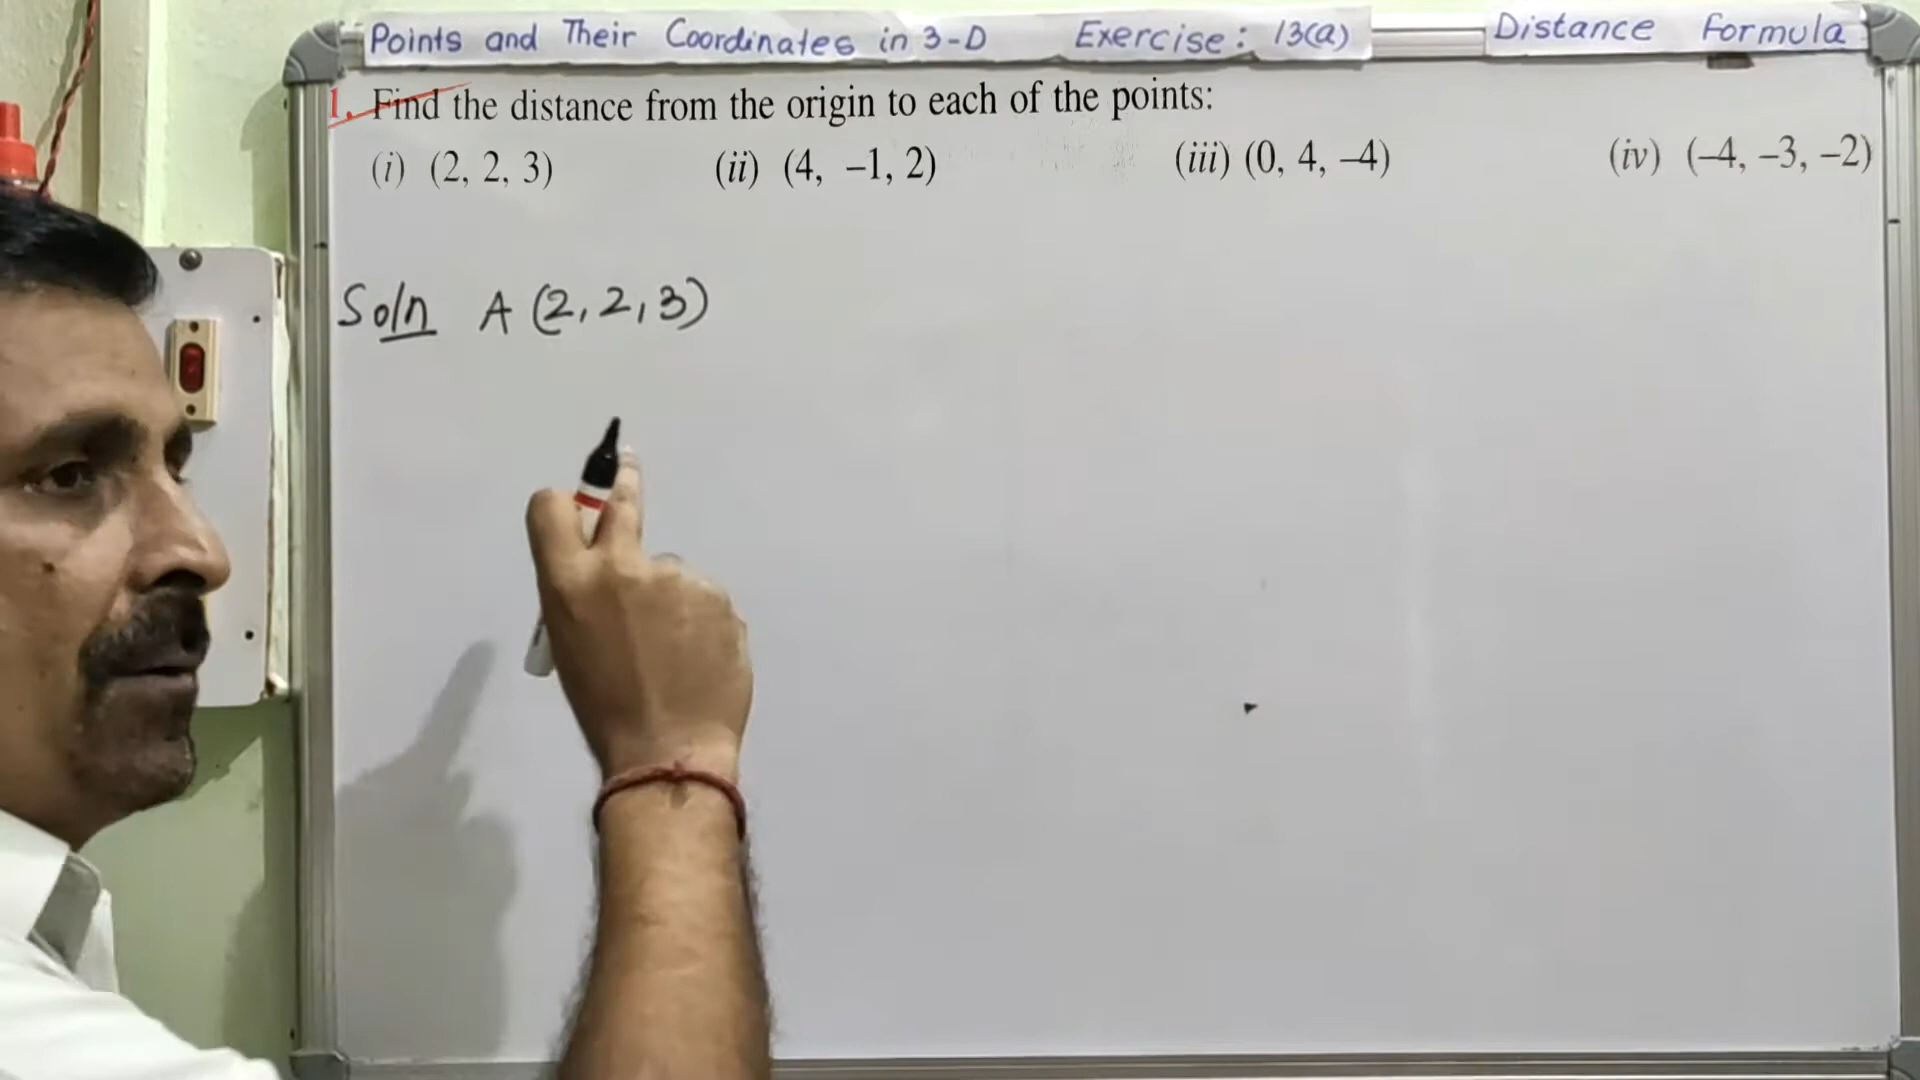 Points and Their Coordinates in 3-D Exercise: 13(a) Distance Formula
1. Find the distance from the origin to each of the points:
(i) (2, 2, 3) (ii) (4, –1, 2) (iii) (0, 4, –4) (iv) (–4, –3, –2)
Soln A (2, 2, 3)